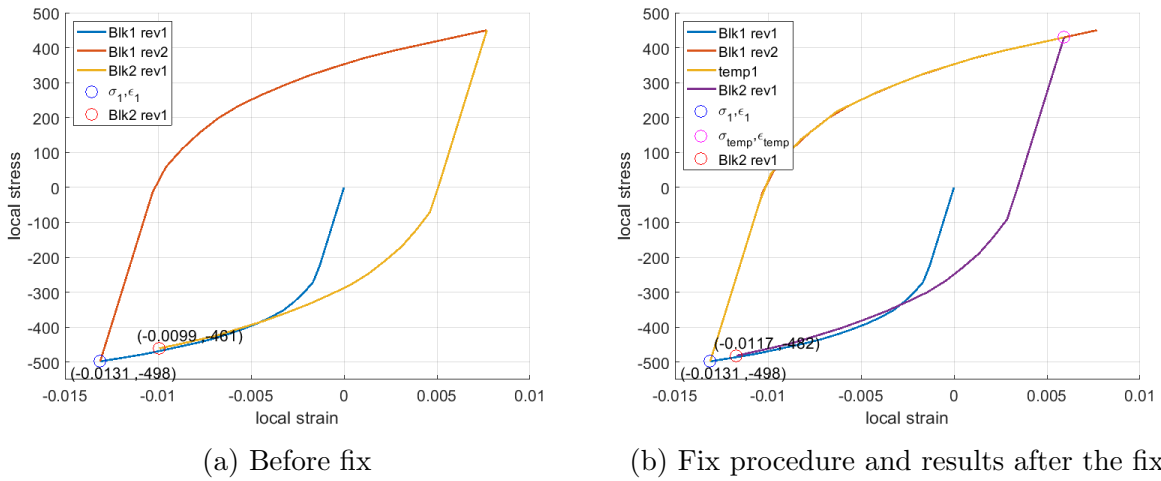 500
400
300
200
100
0
-100
-200
-300
-400
-500
-0.015
-0.01
-0.005
0
0.005
0.01
local stress
local strain
Blk1 rev1
Blk1 rev2
Blk2 rev1
σ1,ϵ1
Blk2 rev1
(-0.0099 ,-461)
(-0.0131 ,-498)
(a) Before fix
500
400
300
200
100
0
-100
-200
-300
-400
-500
-0.015
-0.01
-0.005
0
0.005
0.01
local stress
local strain
Blk1 rev1
Blk1 rev2
temp1
Blk2 rev1
σ1,ϵ1
σtemp,ϵtemp
Blk2 rev1
(-0.0117 ,-482)
(-0.0131 ,-498)
(b) Fix procedure and results after the fix